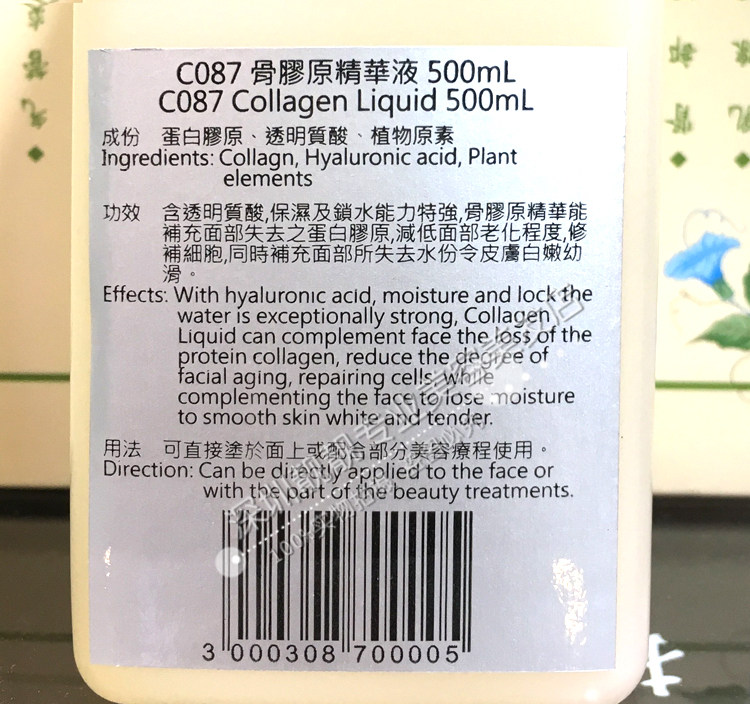 C087 骨膠原精華液 500mL
C087 Collagen Liquid 500mL
成份 蛋白膠原、透明質酸、植物原素
Ingredients: Collagn, Hyaluronic acid, Plant
elements
功效 含透明質酸,保濕及鎖水能力特強,骨膠原精華能
補充面部失去之蛋白膠原,減低面部老化程度,修
補細胞,同時補充面部所失去水份令皮膚白嫩幼
滑。
Effects: With hyaluronic acid, moisture and lock the
water is exceptionally strong, Collagen
Liquid can complement face the loss of the
protein collagen, reduce the degree of
facial aging, repairing cells, while
complementing the face to lose moisture
to smooth skin white and tender.
用法 可直接塗於面上或配合部分美容療程使用。
Direction: Can be directly applied to the face or
with the part of the beauty treatments.
3 000308 700005